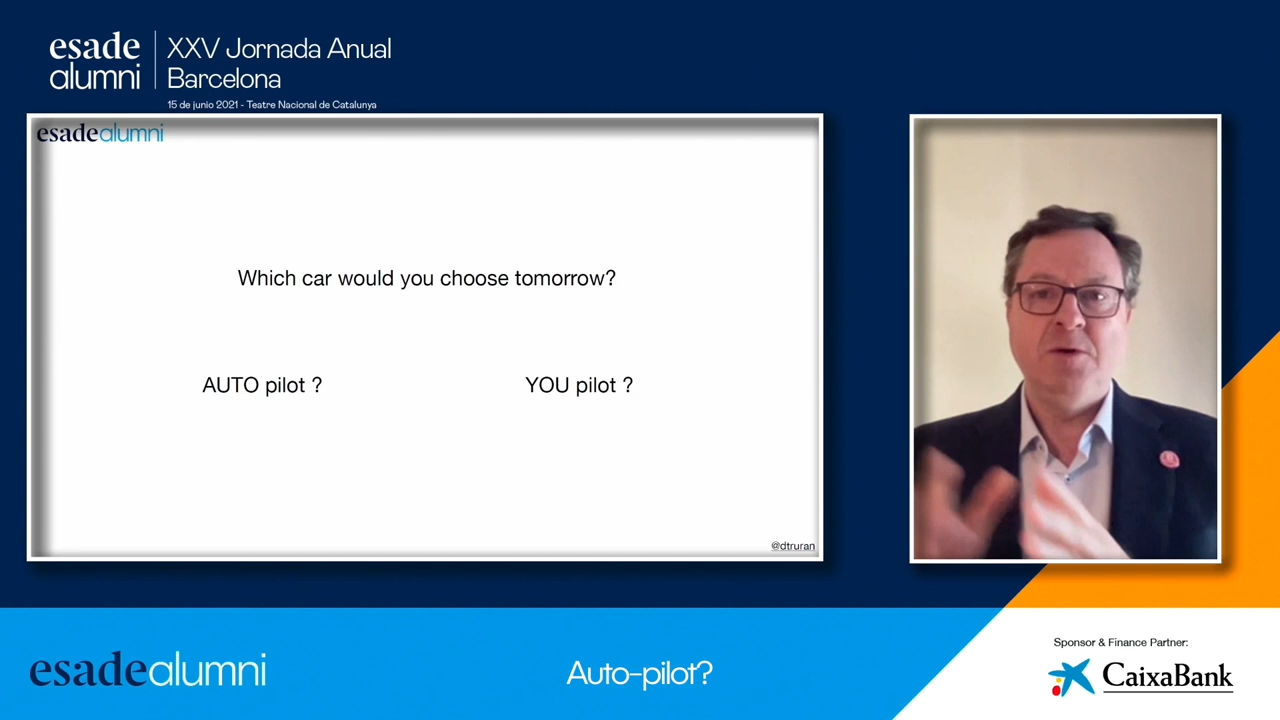 esade
alumni
XXV Jornada Anual
Barcelona
15 de junio 2021 - Teatre Nacional de Catalunya
esadealumni
Which car would you choose tomorrow?
AUTO pilot ?
YOU pilot ?
@dtruran
esadealumni
Auto-pilot?
Sponsor & Finance Partner:
CaixaBank